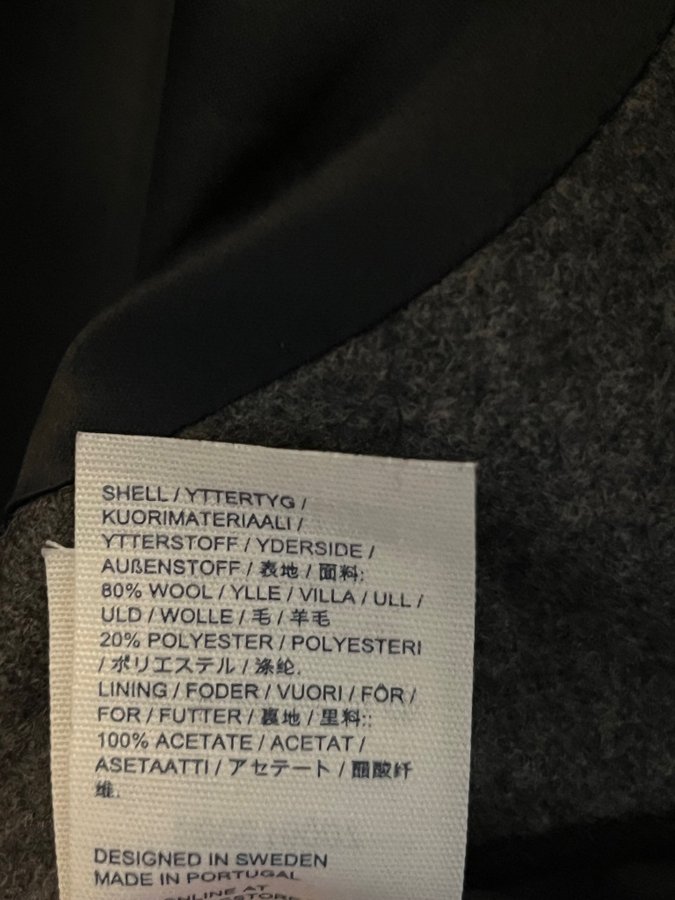 SHELL / YTTERTYG /
KUORIMATERIAALI /
YTTERSTOFF / YDERSIDE /
AUßENSTOFF / 表地 / 面料:
80% WOOL / YLLE / VILLA / ULL /
ULD / WOLLE / 毛 / 羊毛
20% POLYESTER / POLYESTERI
/ ポリエステル / 涤纶.
LINING / FODER / VUORI / FÔR /
FOR / FUTTER / 裏地 / 里料::
100% ACETATE / ACETAT /
ASETAATTI / アセテート / 醋酸纤
维.
DESIGNED IN SWEDEN
MADE IN PORTUGAL
ONLINE AT